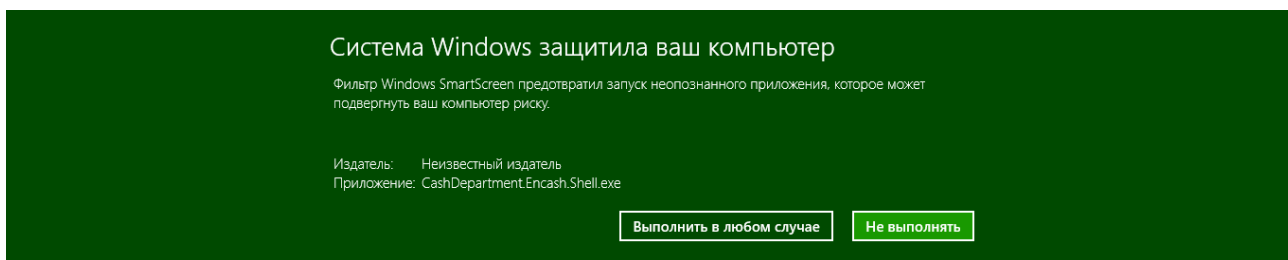 Система Windows защитила ваш компьютер
Фильтр Windows SmartScreen предотвратил запуск неопознанного приложения, которое может
подвергнуть ваш компьютер риску.
Издатель: Неизвестный издатель
Приложение: CashDepartment.Encash.Shell.exe
Выполнить в любом случае Не выполнять